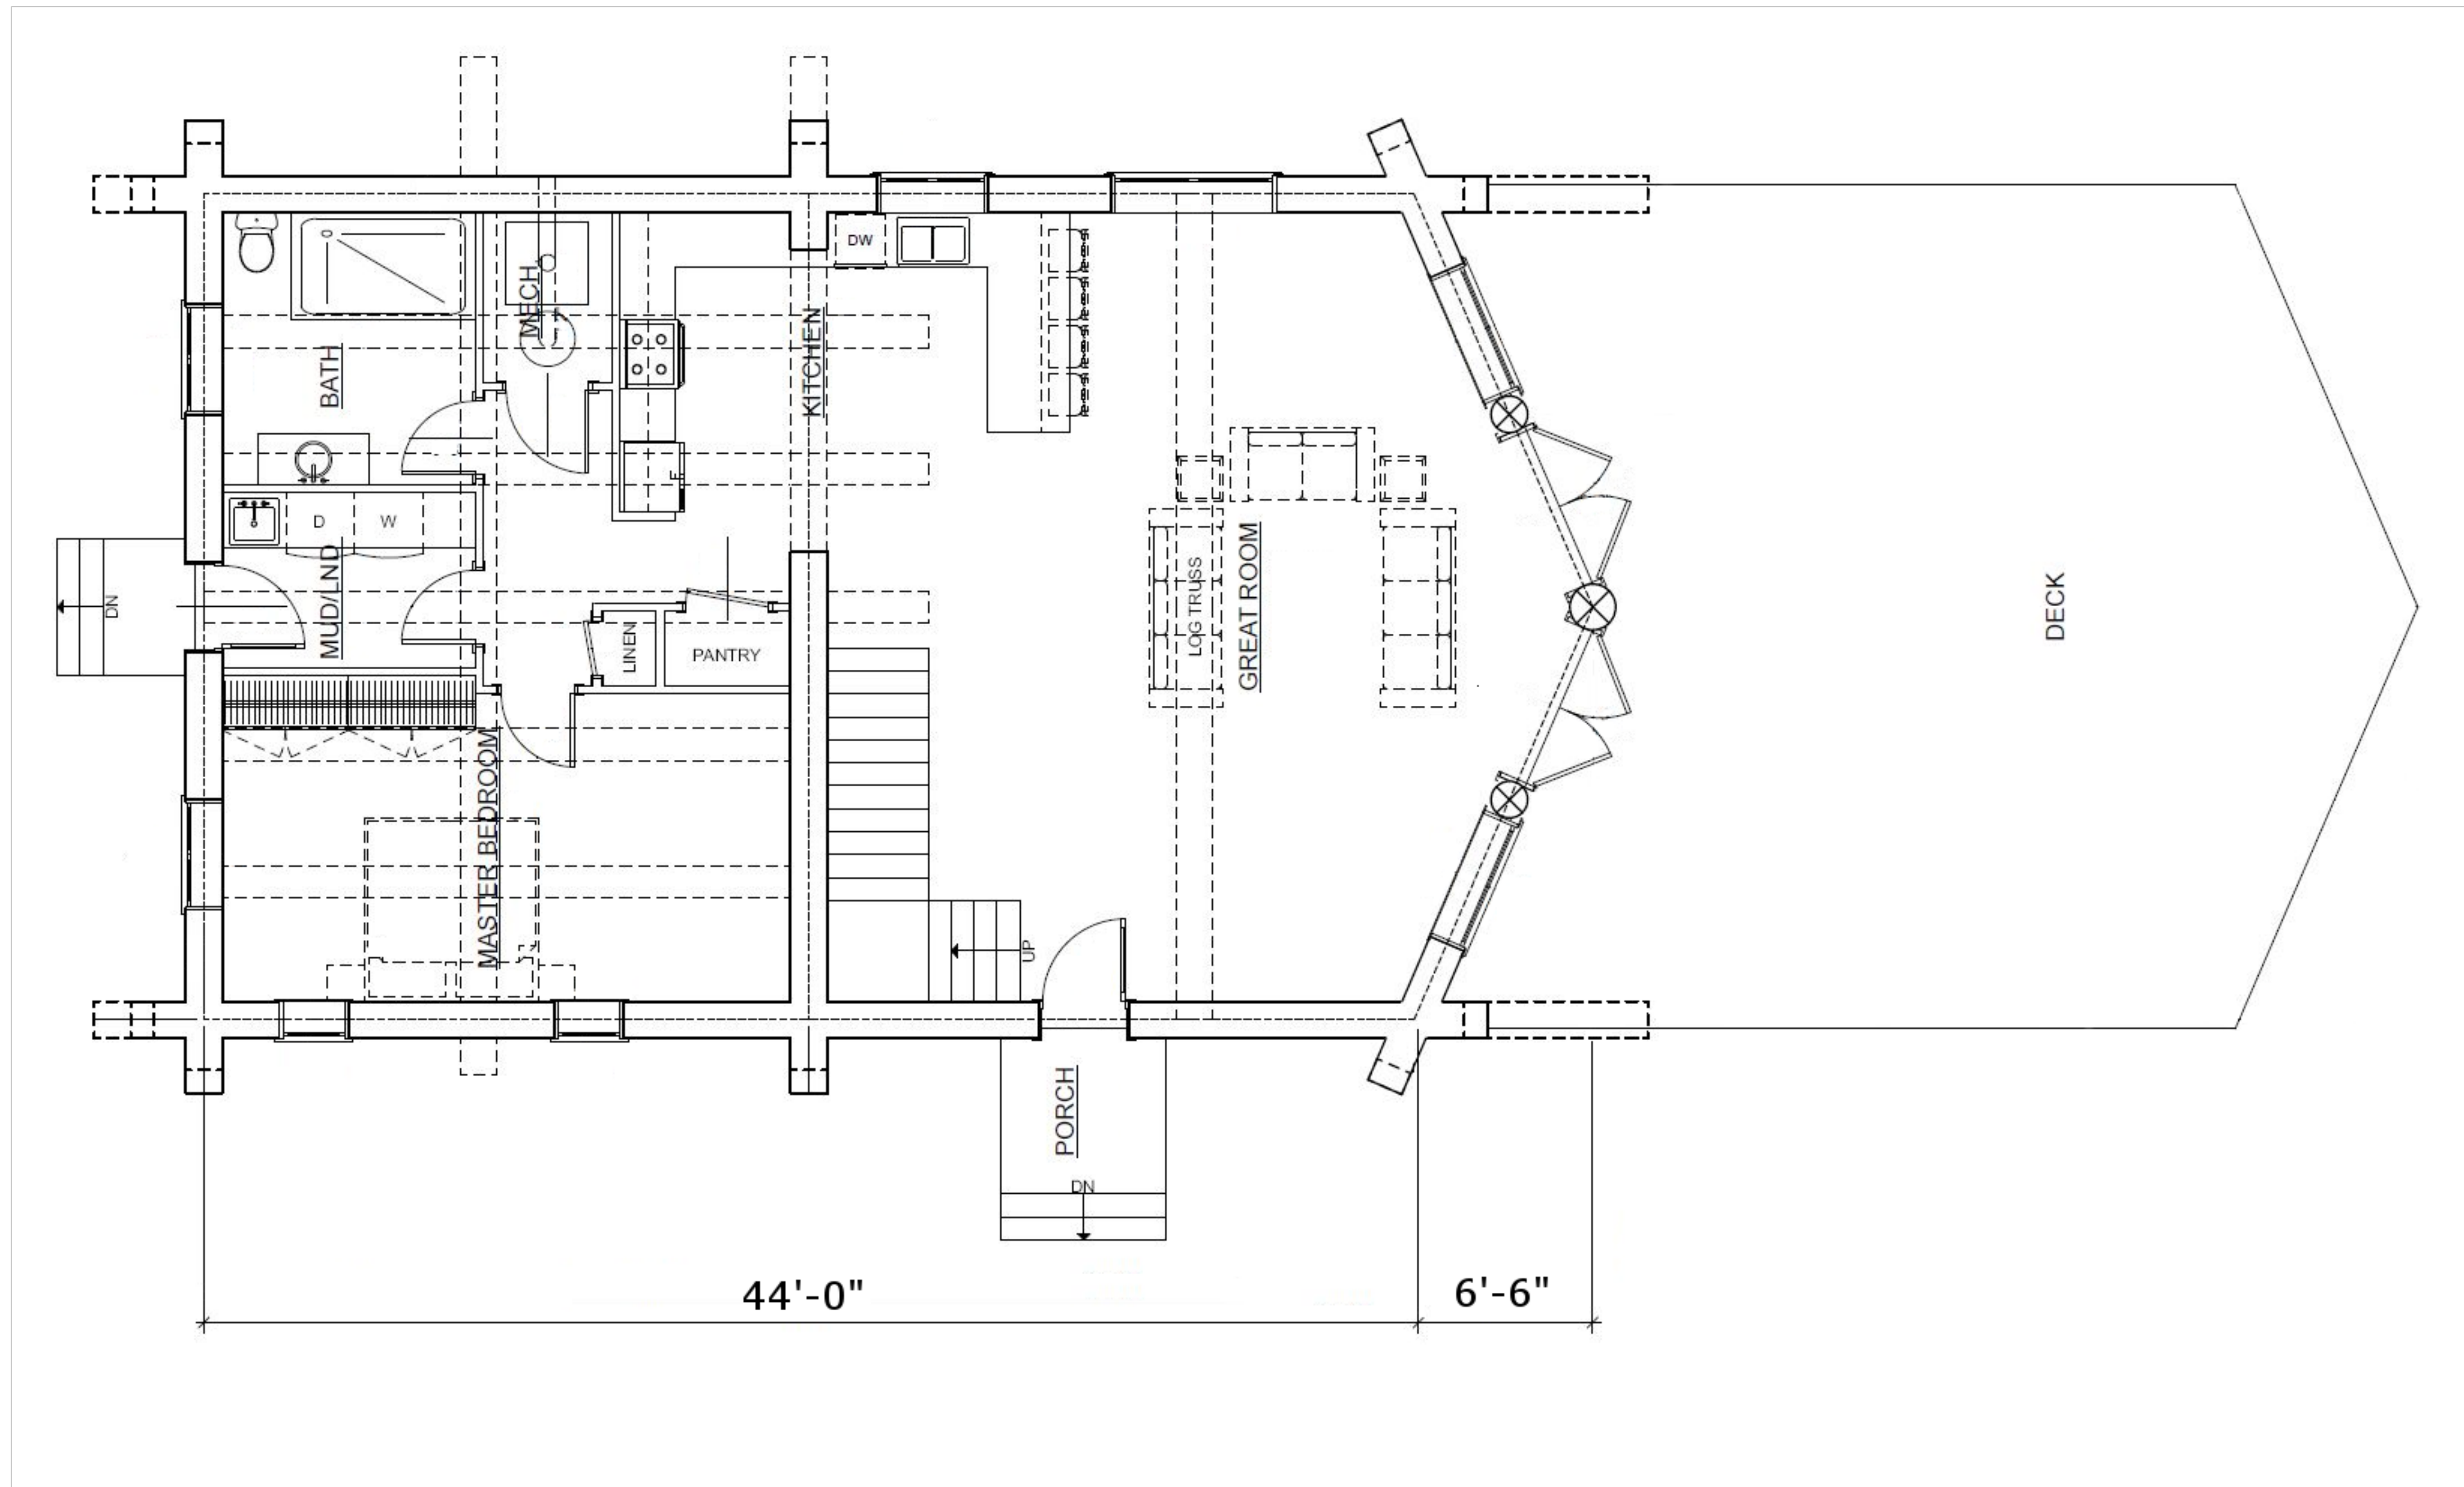 DW
MECH
KITCHEN
BATH
D
W
DN
MUD/LND
LINEN
PANTRY
LOG TRUSS
GREAT ROOM
DECK
MASTER BEDROOM
UP
PORCH
DN
44'-0"
6'-6"